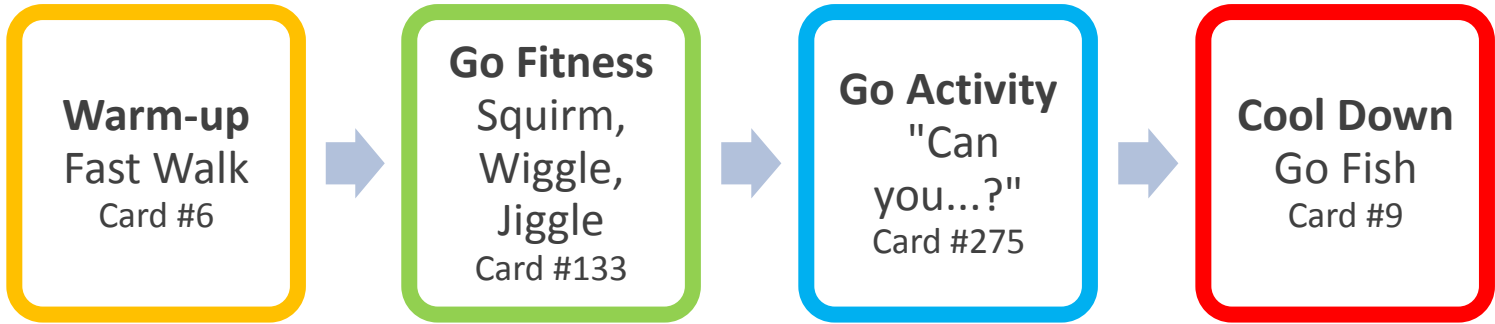 Warm-up
Fast Walk
Card #6
Go Fitness
Squirm,
Wiggle,
Jiggle
Card #133
Go Activity
"Can
you...?"
Card #275
Cool Down
Go Fish
Card #9